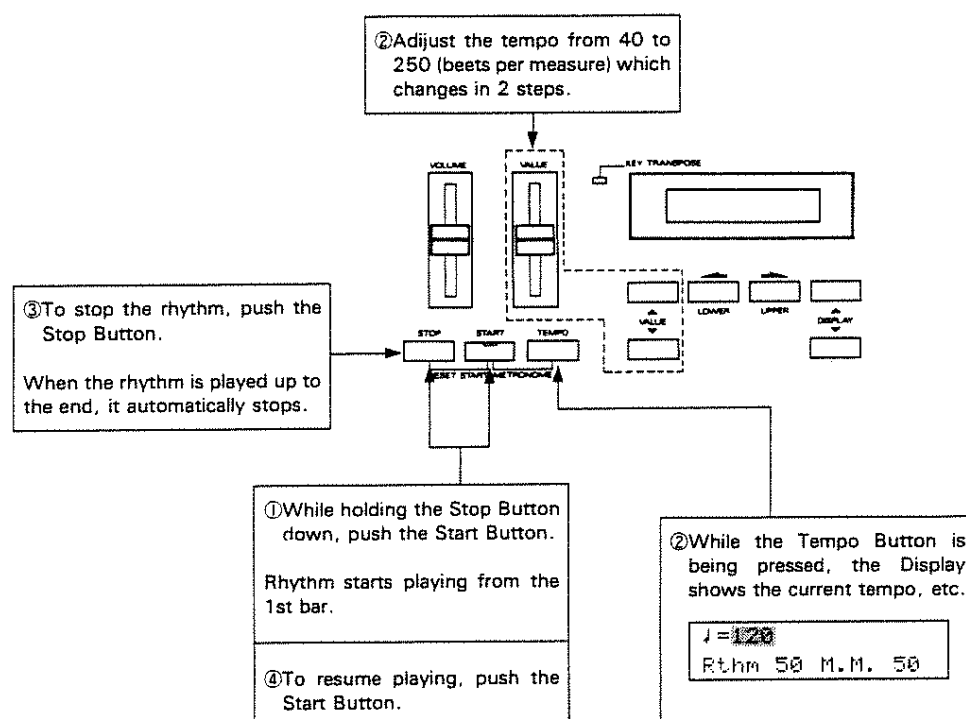 ②Adijust the tempo from 40 to
250 (beets per measure) which
changes in 2 steps.
VOLUME
VALUE
KEY TRANSPOSE
③To stop the rhythm, push the
Stop Button.
When the rhythm is played up to
the end, it automatically stops.
VALUE
LOWER
UPPER
DISPLAY
STOP
START
TEMPO
RESET START
METRONOME
①While holding the Stop Button
down, push the Start Button.
Rhythm starts playing from the
1st bar.
④To resume playing, push the
Start Button.
②While the Tempo Button is
being pressed, the Display
shows the current tempo, etc.
♩=120
Rthm 50 M.M. 50